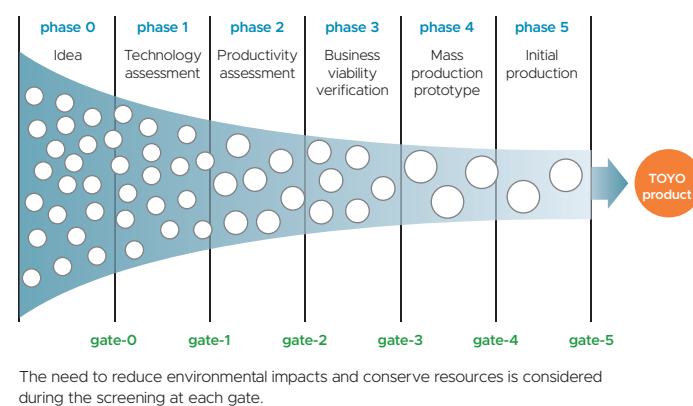 phase 0
phase 1
phase 2
phase 3
phase 4
phase 5
Idea
Technology
assessment
Productivity
assessment
Business
viability
verification
Mass
production
prototype
Initial
production
TOYO
product
gate-0
gate-1
gate-2
gate-3
gate-4
gate-5
The need to reduce environmental impacts and conserve resources is considered
during the screening at each gate.